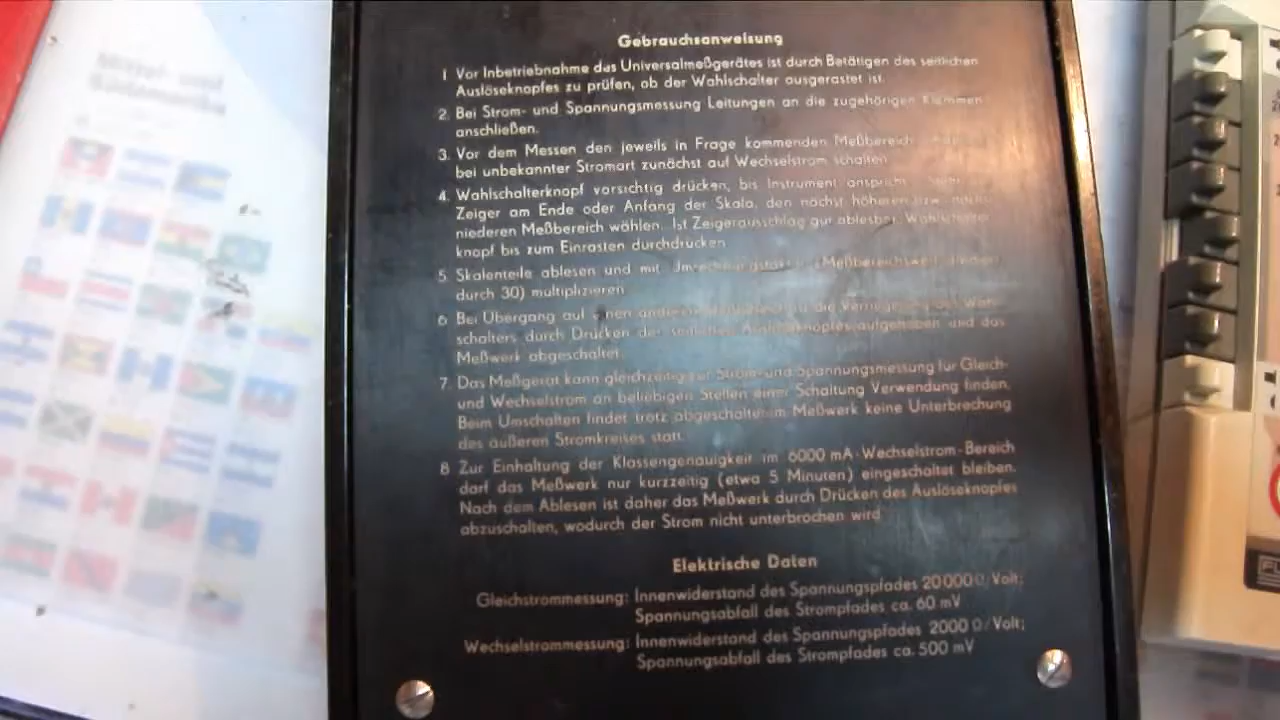 Gebrauchsanweisung
1 Vor Inbetriebnahme das Universalmeßgerätes ist durch Betätigen des seitlichen
Auslöseknopfes zu prüfen, ob der Wahlschalter ausgerastet ist.
2. Bei Strom- und Spannungsmessung Leitungen an die zugehörigen Klemmen
anschließen.
3. Vor dem Messen den jeweils in Frage kommenden Meßbereich
bei unbekannter Stromart zunächst auf Wechselstrom schalten
4. Wahlschalterknopf vorsichtig drücken, bis Instrument anspricht.
Zeiger am Ende oder Anfang der Skala, den nächst höheren bzw.
niederen Meßbereich wählen. Ist Zeigerausschlag gut ablesbar, Wahlschalter-
knopf bis zum Einrasten durchdrücken
5. Skalenteile ablesen und mit
durch 30) multiplizieren
6 Bei Übergang auf einen anderen
schalters durch Drücken des seitlichen Auslöseknopfes aufgehoben und das
Meßwerk abgeschaltet.
7. Das Meßgerät kann gleichzeitig zur Strom- und Spannungsmessung für Gleich-
und Wechselstrom an beliebigen Stellen einer Schaltung Verwendung finden.
Beim Umschalten findet trotz abgeschaltetem Meßwerk keine Unterbrechung
des äußeren Stromkreises statt.
8 Zur Einhaltung der Klassengenauigkeit im 6000 mA-Wechselstrom-Bereich
darf das Meßwerk nur kurzzeitig (etwa 5 Minuten) eingeschaltet bleiben.
Nach dem Ablesen ist daher das Meßwerk durch Drücken des Auslöseknopfes
abzuschalten, wodurch der Strom nicht unterbrochen wird
Elektrische Daten
Gleichstrommessung: Innenwiderstand des Spannungspfades 20000 Ω/Volt;
Spannungsabfall des Strompfades ca. 60 mV
Wechselstrommessung: Innenwiderstand des Spannungspfades 2000 Ω/Volt;
Spannungsabfall des Strompfades ca. 500 mV